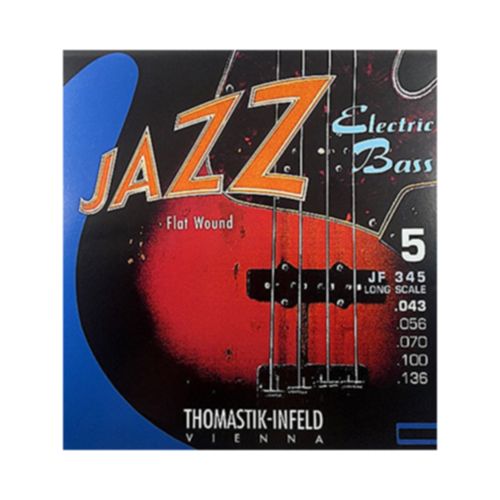 JAZZ
Electric
Bass
Flat Wound
5
JF 345
LONG SCALE
.043
.056
.070
.100
.136
THOMASTIK-INFELD
VIENNA